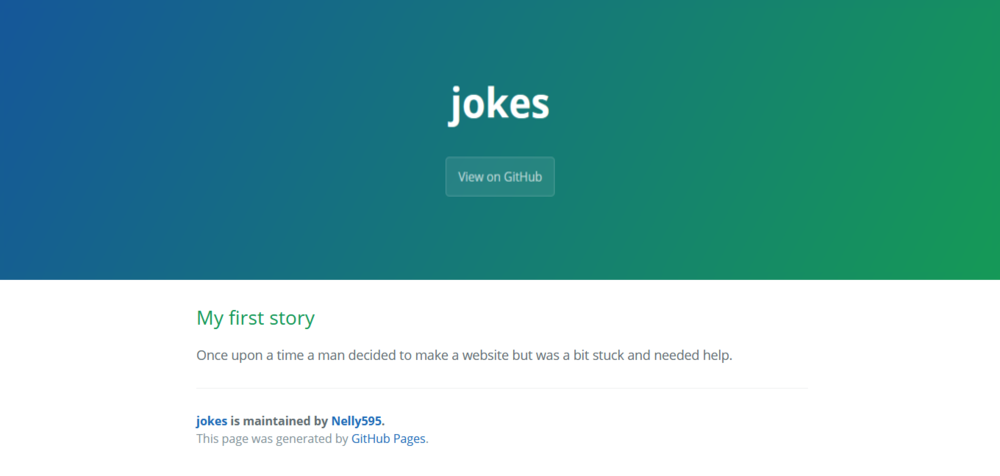 jokes
View on GitHub
My first story
Once upon a time a man decided to make a website but was a bit stuck and needed help.
jokes is maintained by Nelly595.
This page was generated by GitHub Pages.